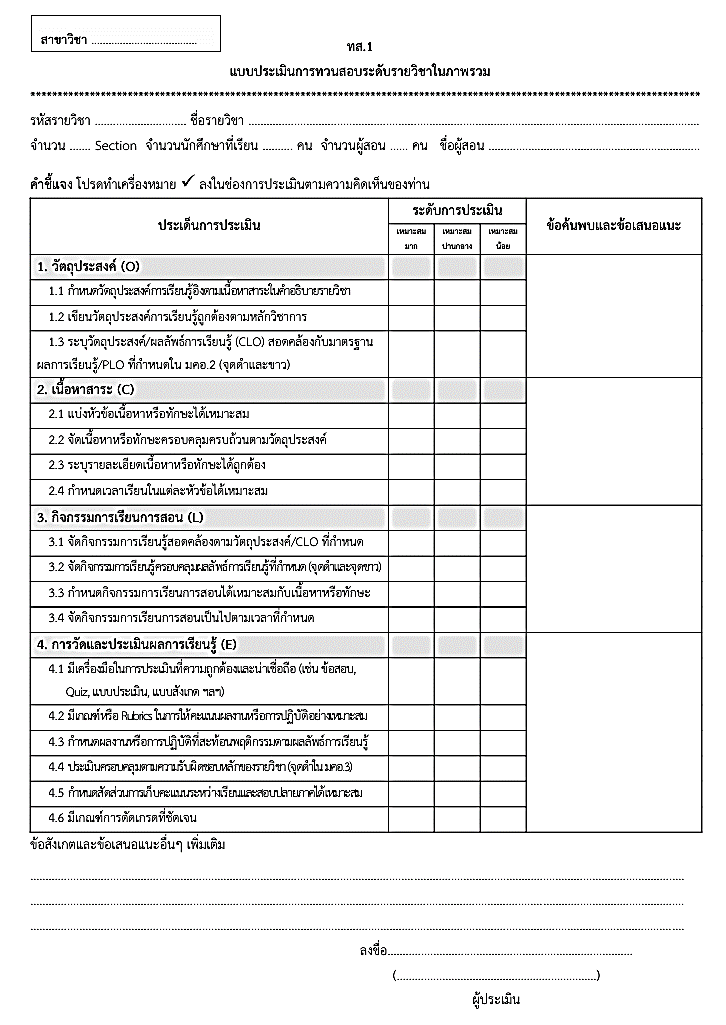 สาขาวิชา ........................................
ทส.1
แบบประเมินการทวนสอบระดับรายวิชาในภาพรวม
************************************************************************************************************************
รหัสรายวิชา .............................. ชื่อรายวิชา ....................................................................................................................
จำนวน ....... Section จำนวนนักศึกษาที่เรียน .......... คน จำนวนผู้สอน ...... คน ชื่อผู้สอน ................................................................
คำชี้แจง โปรดทำเครื่องหมาย ✓ ลงในช่องการประเมินตามความคิดเห็นของท่าน
ประเด็นการประเมิน ระดับการประเมิน ข้อค้นพบและข้อเสนอแนะ
เหมาะสม เหมาะสม เหมาะสม
มาก ปานกลาง น้อย
1. วัตถุประสงค์ (O)
1.1 กำหนดวัตถุประสงค์การเรียนรู้อิงตามเนื้อหาสาระในคำอธิบายรายวิชา
1.2 เขียนวัตถุประสงค์การเรียนรู้ถูกต้องตามหลักวิชาการ
1.3 ระบุวัตถุประสงค์/ผลลัพธ์การเรียนรู้ (CLO) สอดคล้องกับมาตรฐาน
ผลการเรียนรู้/PLO ที่กำหนดใน มคอ.2 (จุดดำและขาว)
2. เนื้อหาสาระ (C)
2.1 แบ่งหัวข้อเนื้อหาหรือทักษะได้เหมาะสม
2.2 จัดเนื้อหาหรือทักษะครอบคลุมครบถ้วนตามวัตถุประสงค์
2.3 ระบุรายละเอียดเนื้อหาหรือทักษะได้ถูกต้อง
2.4 กำหนดเวลาเรียนในแต่ละหัวข้อได้เหมาะสม
3. กิจกรรมการเรียนการสอน (L)
3.1 จัดกิจกรรมการเรียนรู้สอดคล้องตามวัตถุประสงค์/CLO ที่กำหนด
3.2 จัดกิจกรรมการเรียนรู้ครอบคลุมผลลัพธ์การเรียนรู้ที่กำหนด (จุดดำและจุดขาว)
3.3 กำหนดกิจกรรมการเรียนการสอนได้เหมาะสมกับเนื้อหาหรือทักษะ
3.4 จัดกิจกรรมการเรียนการสอนเป็นไปตามเวลาที่กำหนด
4. การวัดและประเมินผลการเรียนรู้ (E)
4.1 มีเครื่องมือในการประเมินที่ความถูกต้องและน่าเชื่อถือ (เช่น ข้อสอบ,
Quiz, แบบประเมิน, แบบสังเกต ฯลฯ)
4.2 มีเกณฑ์หรือ Rubrics ในการให้คะแนนผลงานหรือการปฏิบัติอย่างเหมาะสม
4.3 กำหนดผลงานหรือการปฏิบัติที่สะท้อนพฤติกรรมตามผลลัพธ์การเรียนรู้
4.4 ประเมินครอบคลุมตามความรับผิดชอบหลักของรายวิชา (จุดดำใน มคอ.3)
4.5 กำหนดสัดส่วนการเก็บคะแนนระหว่างเรียนและสอบปลายภาคได้เหมาะสม
4.6 มีเกณฑ์การตัดเกรดที่ชัดเจน
ข้อสังเกตและข้อเสนอแนะอื่นๆ เพิ่มเติม
........................................................................................................................
........................................................................................................................
........................................................................................................................
ลงชื่อ............................................................
(............................................................)
ผู้ประเมิน